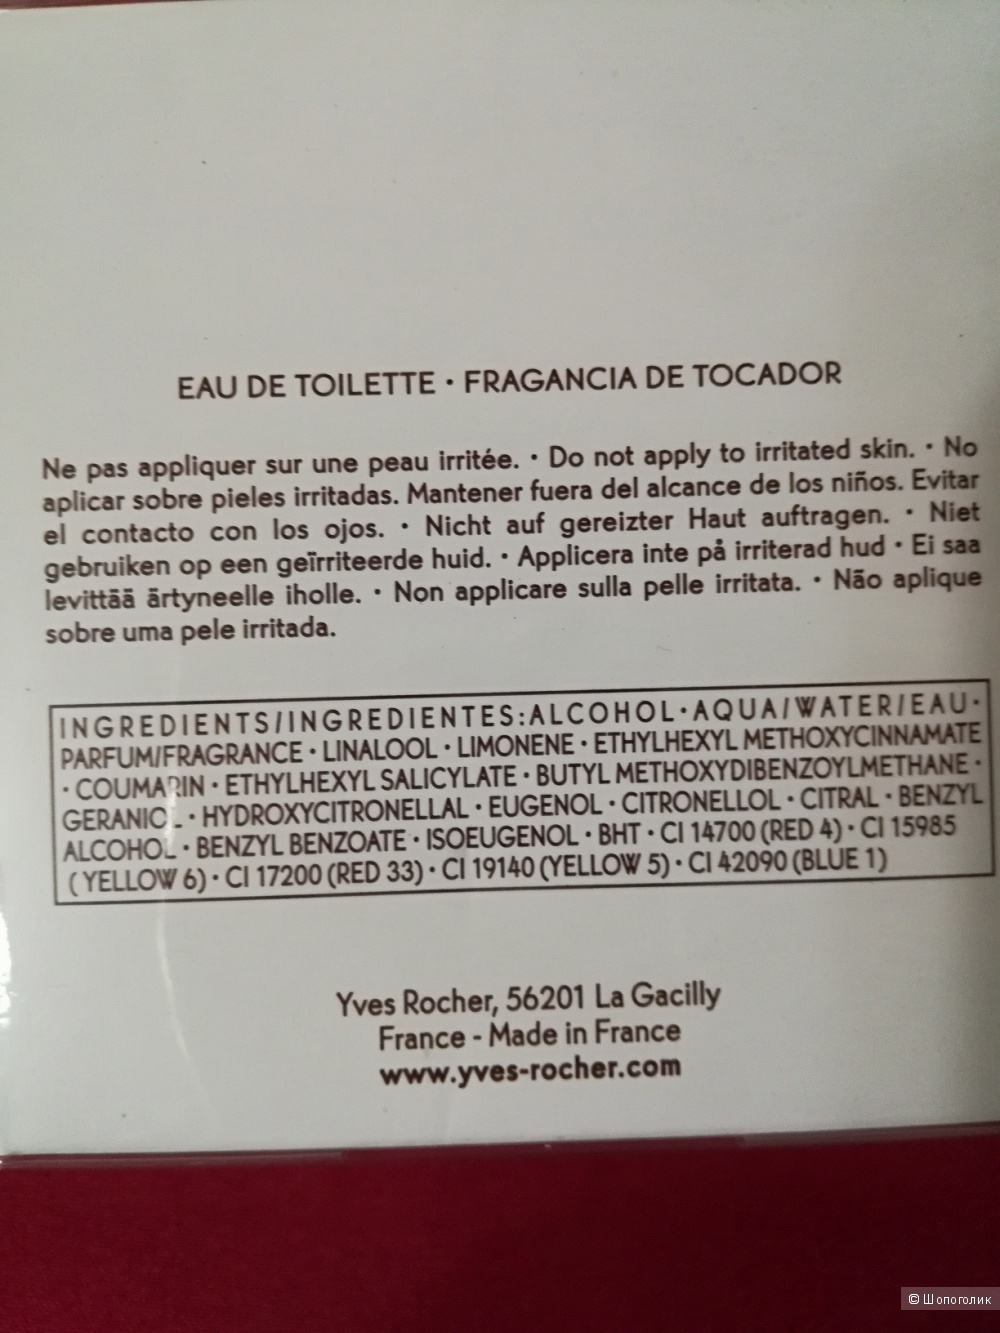 EAU DE TOILETTE · FRAGANCIA DE TOCADOR
Ne pas appliquer sur une peau irritée. · Do not apply to irritated skin. · No
aplicar sobre pieles irritadas. Mantener fuera del alcance de los niños. Evitar
el contacto con los ojos. · Nicht auf gereizter Haut auftragen. · Niet
gebruiken op een geïrriteerde huid. · Applicera inte på irriterad hud · Ei saa
levittää ärtyneelle iholle. · Non applicare sulla pelle irritata. · Não aplique
sobre uma pele irritada.
INGREDIENTS/INGREDIENTES:ALCOHOL·AQUA/WATER/EAU·
PARFUM/FRAGRANCE · LINALOOL · LIMONENE · ETHYLHEXYL METHOXYCINNAMATE
· COUMARIN · ETHYLHEXYL SALICYLATE · BUTYL METHOXYDIBENZOYLMETHANE ·
GERANIOL · HYDROXYCITRONELLAL · EUGENOL · CITRONELLOL · CITRAL · BENZYL
ALCOHOL · BENZYL BENZOATE · ISOEUGENOL · BHT · CI 14700 (RED 4) · CI 15985
(YELLOW 6) · CI 17200 (RED 33) · CI 19140 (YELLOW 5) · CI 42090 (BLUE 1)
Yves Rocher, 56201 La Gacilly
France - Made in France
www.yves-rocher.com
© Шопоголик